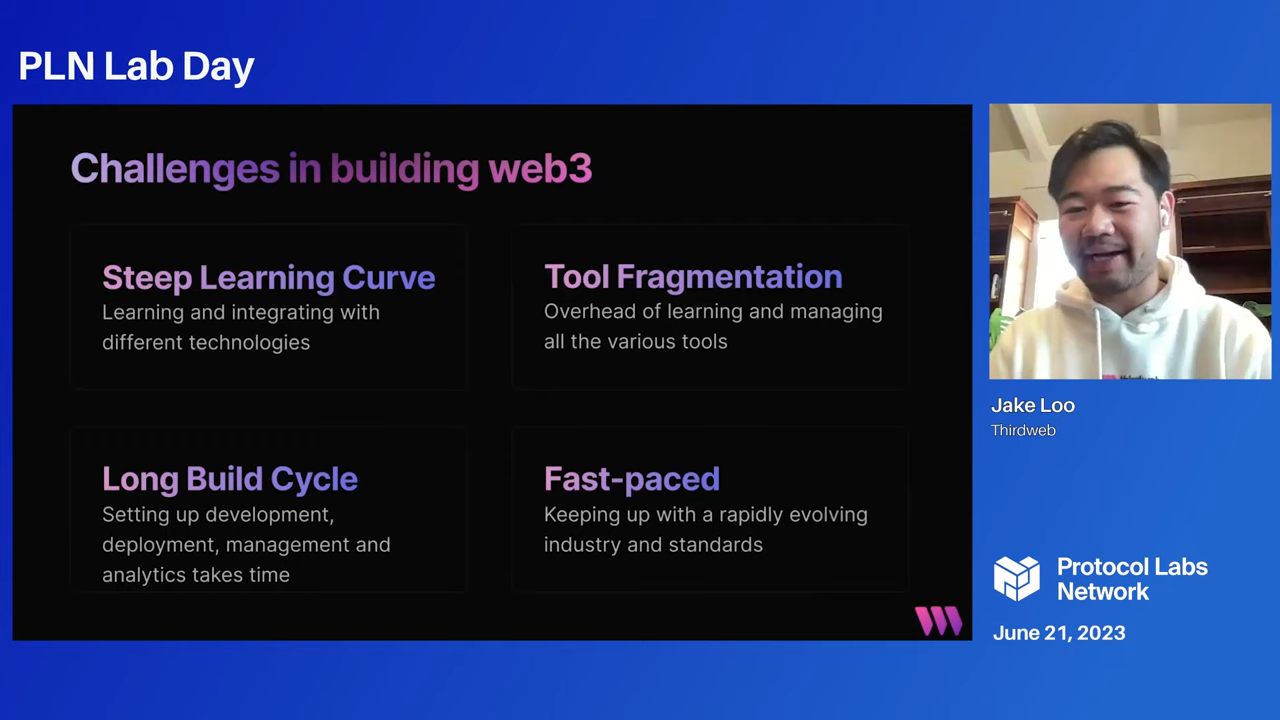 PLN Lab Day
Challenges in building web3
Steep Learning Curve
Learning and integrating with
different technologies
Tool Fragmentation
Overhead of learning and managing
all the various tools
Long Build Cycle
Setting up development,
deployment, management and
analytics takes time
Fast-paced
Keeping up with a rapidly evolving
industry and standards
Jake Loo
Thirdweb
Protocol Labs
Network
June 21, 2023